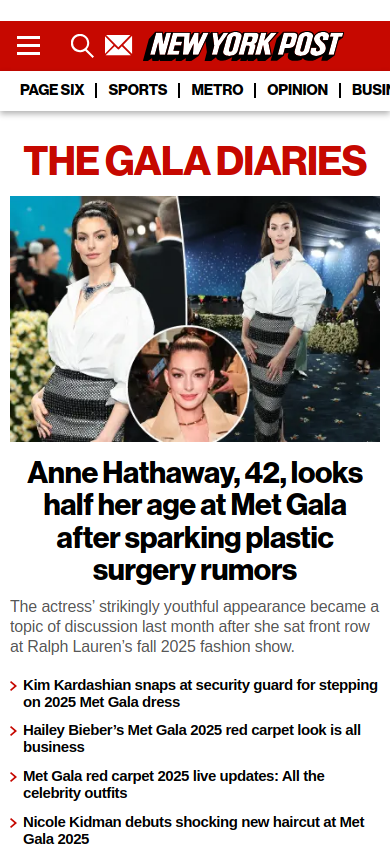 NEW YORK POST
PAGE SIX | SPORTS | METRO | OPINION |
THE GALA DIARIES
Anne Hathaway, 42, looks
half her age at Met Gala
after sparking plastic
surgery rumors
The actress’ strikingly youthful appearance became a
topic of discussion last month after she sat front row
at Ralph Lauren’s fall 2025 fashion show.
Kim Kardashian snaps at security guard for stepping
on 2025 Met Gala dress
Hailey Bieber’s Met Gala 2025 red carpet look is all
business
Met Gala red carpet 2025 live updates: All the
celebrity outfits
Nicole Kidman debuts shocking new haircut at Met
Gala 2025